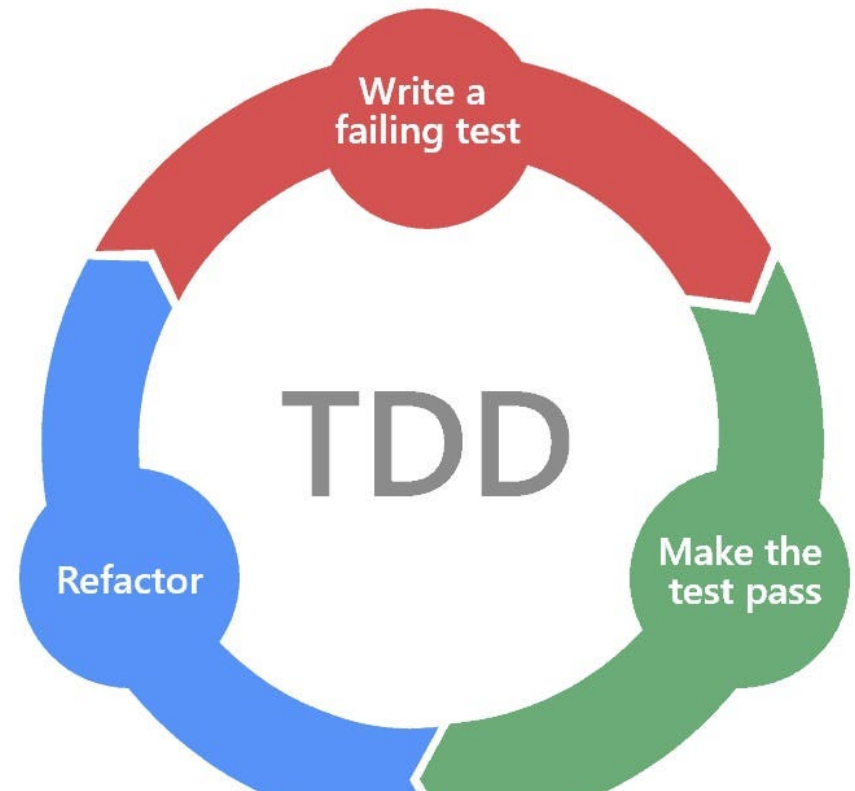 Write a
failing test
TDD
Make the
test pass
Refactor